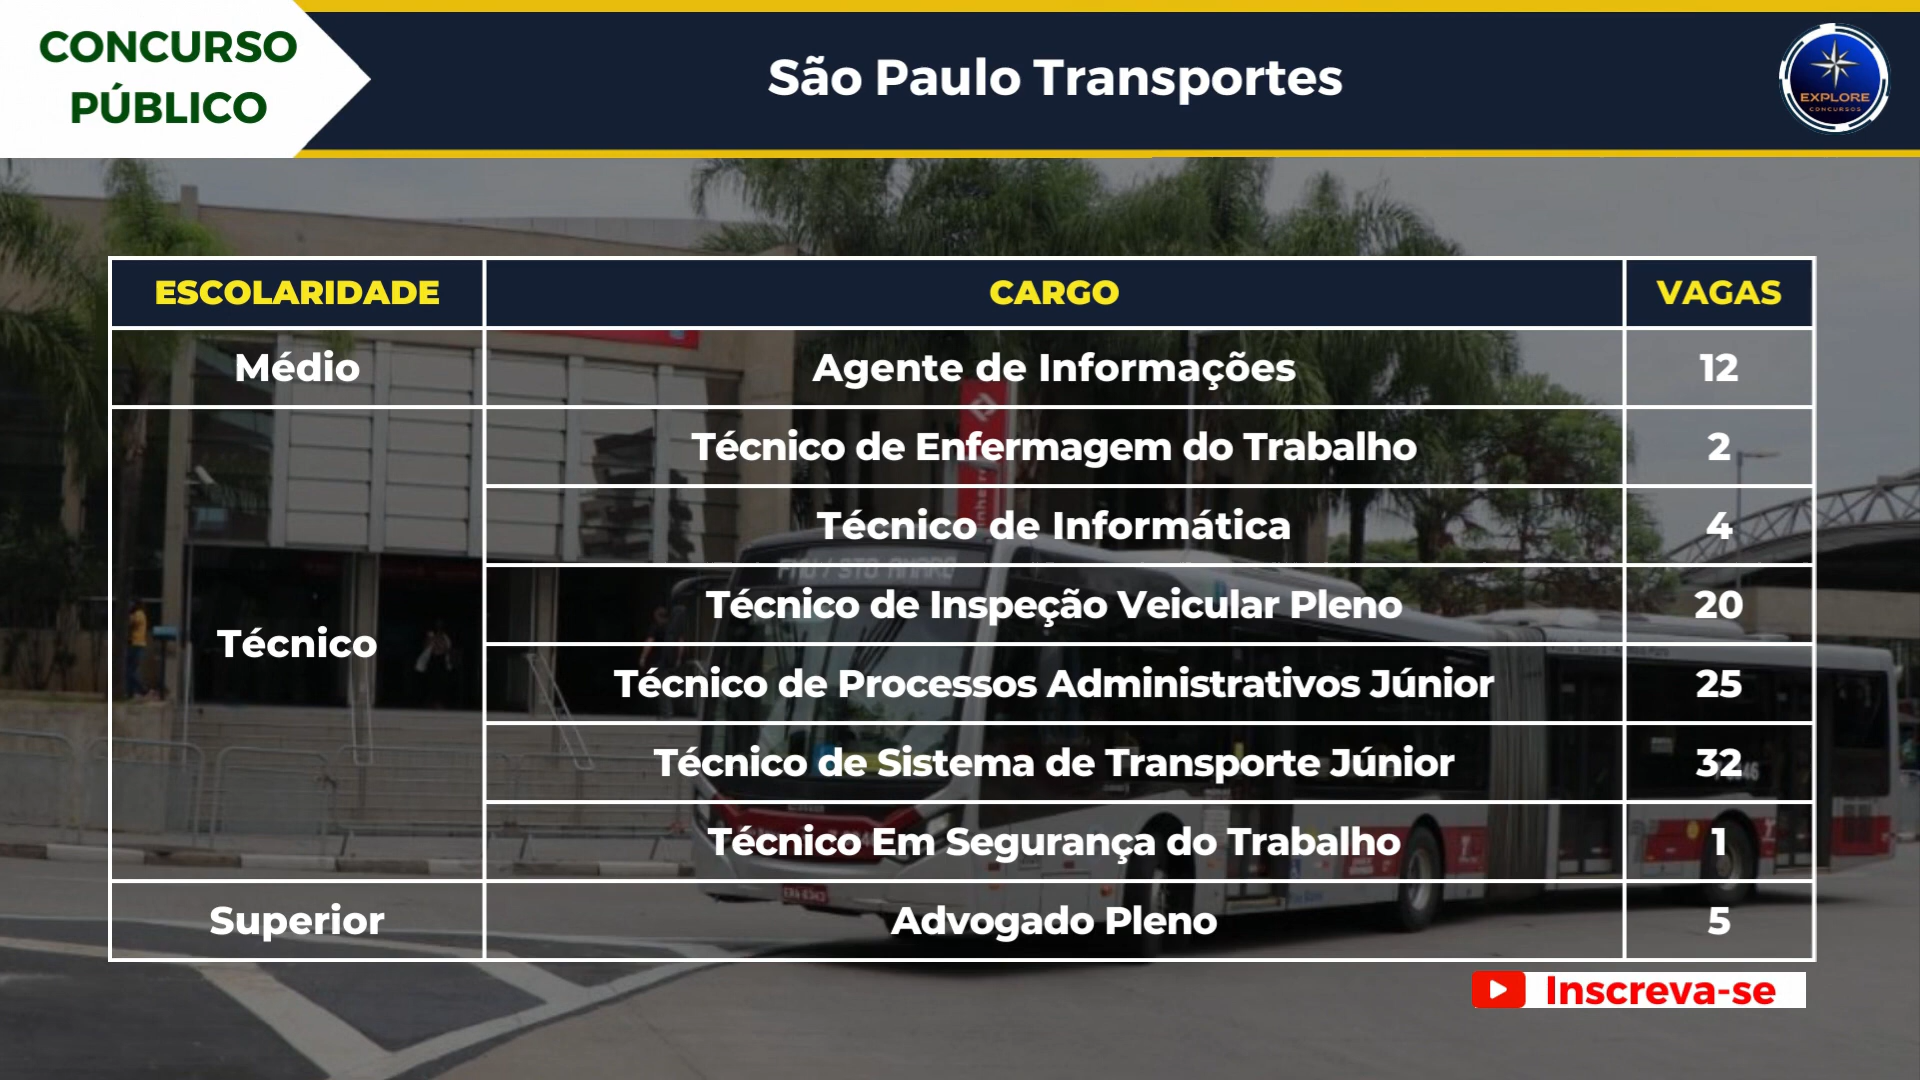 CONCURSO
PÚBLICO
São Paulo Transportes
EXPLORE
CONCURSOS
ESCOLARIDADE CARGO VAGAS
Médio Agente de Informações 12
Técnico de Enfermagem do Trabalho 2
Técnico de Informática 4
Técnico de Inspeção Veicular Pleno 20
Técnico
Técnico de Processos Administrativos Júnior 25
Técnico de Sistema de Transporte Júnior 32
Técnico Em Segurança do Trabalho 1
Superior Advogado Pleno 5
Inscreva-se